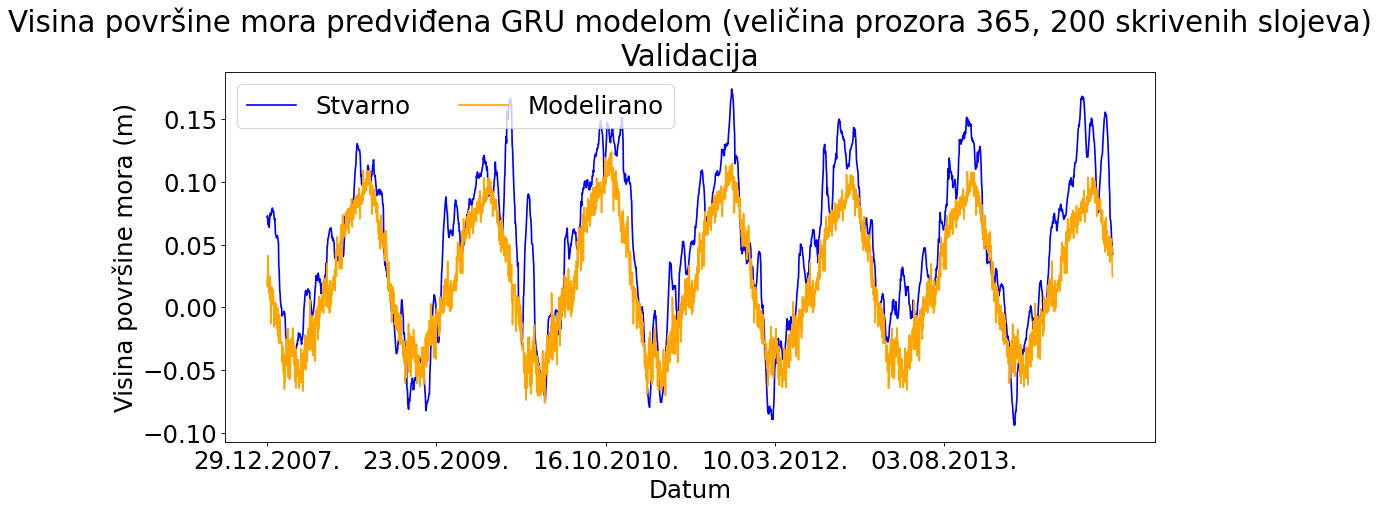 Visina površine mora predviđena GRU modelom (veličina prozora 365, 200 skrivenih slojeva)
Validacija
Stvarno
Modelirano
Visina površine mora (m)
0.15
0.10
0.05
0.00
−0.05
−0.10
29.12.2007.
23.05.2009.
16.10.2010.
10.03.2012.
03.08.2013.
Datum